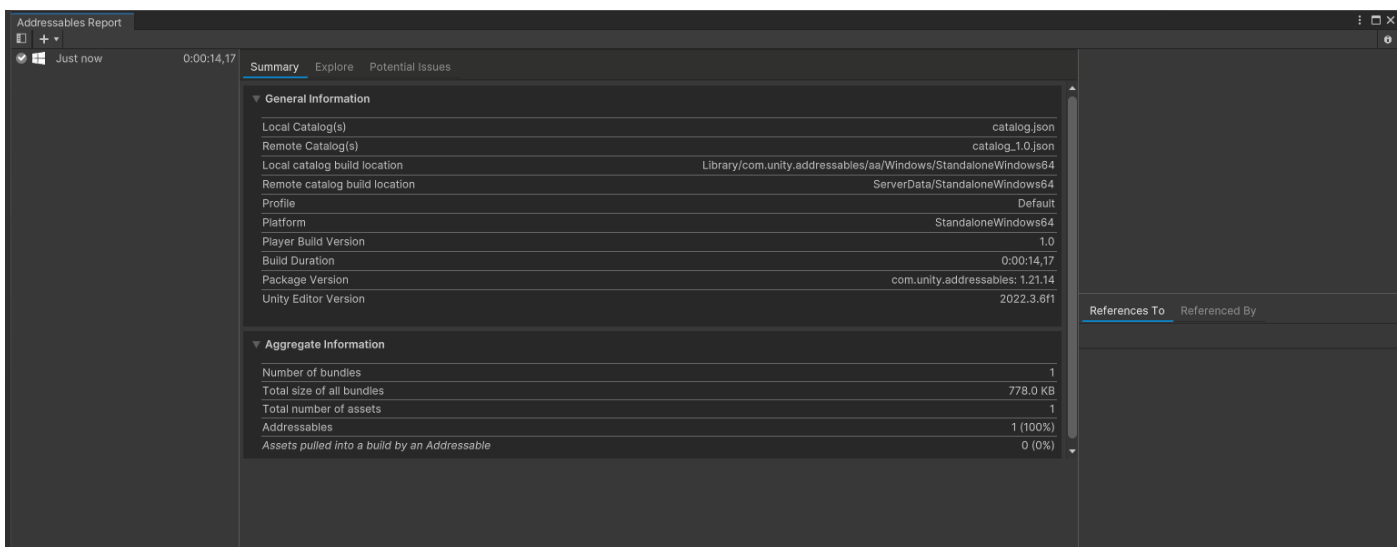 Addressables Report
Just now 0:00:14,17
Summary Explore Potential Issues
General Information
Local Catalog(s) catalog.json
Remote Catalog(s) catalog_1.0.json
Local catalog build location Library/com.unity.addressables/aa/Windows/StandaloneWindows64
Remote catalog build location ServerData/StandaloneWindows64
Profile Default
Platform StandaloneWindows64
Player Build Version 1.0
Build Duration 0:00:14,17
Package Version com.unity.addressables: 1.21.14
Unity Editor Version 2022.3.6f1
Aggregate Information
Number of bundles 1
Total size of all bundles 778.0 KB
Total number of assets 1
Addressables 1 (100%)
Assets pulled into a build by an Addressable 0 (0%)
References To Referenced By